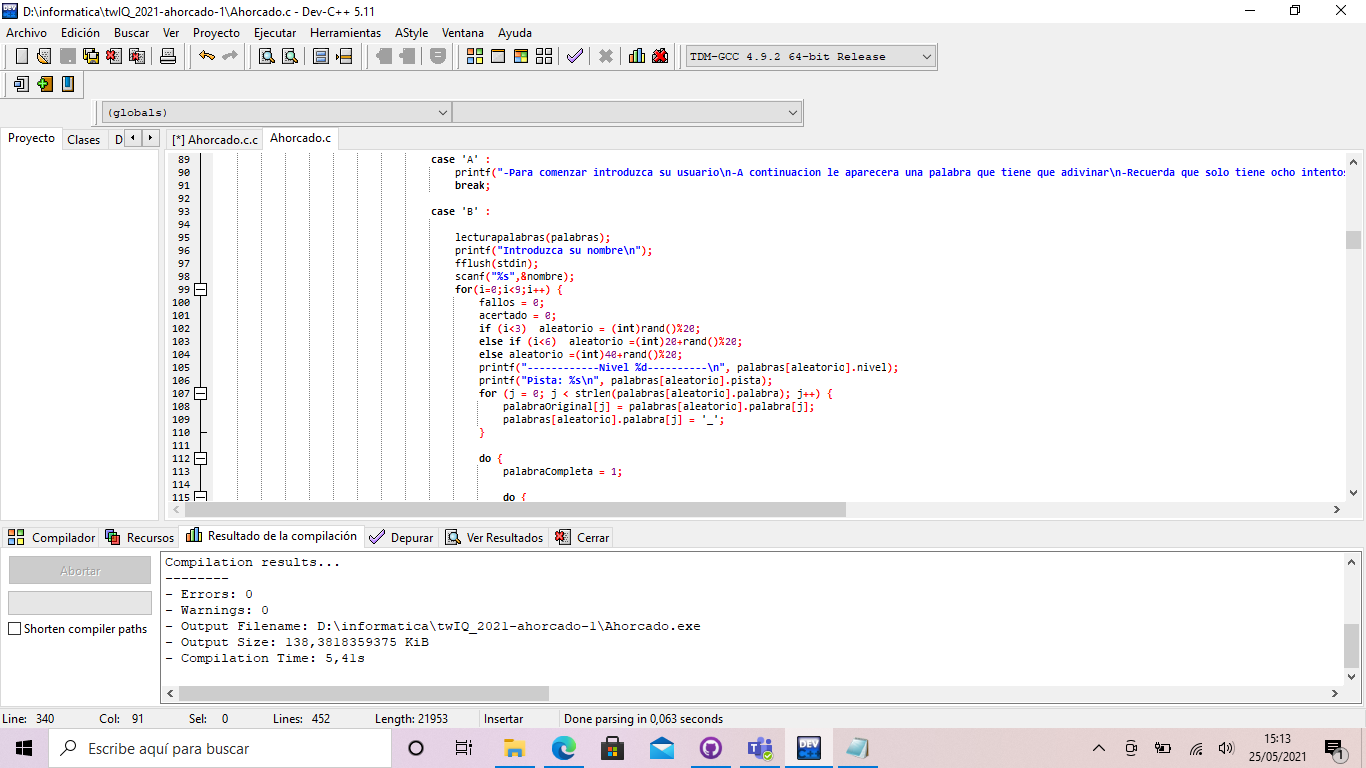 D:\informatica\twIQ_2021-ahorcado-1\Ahorcado.c - Dev-C++ 5.11
Archivo Edición Buscar Ver Proyecto Ejecutar Herramientas AStyle Ventana Ayuda
TDM-GCC 4.9.2 64-bit Release
(globals)
Proyecto Clases D [*] Ahorcado.c.c Ahorcado.c
89 case 'A' :
90 printf("-Para comenzar introduzca su usuario\n-A continuacion le aparecera una palabra que tiene que adivinar\n-Recuerda que solo tiene ocho intentos
91 break;
92
93 case 'B' :
94
95 lecturapalabras(palabras);
96 printf("Introduzca su nombre\n");
97 fflush(stdin);
98 scanf("%s",&nombre);
99 for(i=0;i<9;i++) {
100 fallos = 0;
101 acertado = 0;
102 if (i<3) aleatorio = (int)rand()%20;
103 else if (i<6) aleatorio =(int)20+rand()%20;
104 else aleatorio =(int)40+rand()%20;
105 printf("------------Nivel %d----------\n", palabras[aleatorio].nivel);
106 printf("Pista: %s\n", palabras[aleatorio].pista);
107 for (j = 0; j < strlen(palabras[aleatorio].palabra); j++) {
108 palabraOriginal[j] = palabras[aleatorio].palabra[j];
109 palabras[aleatorio].palabra[j] = '_';
110 }
111
112 do {
113 palabraCompleta = 1;
114
115 do {
Compilador Recursos Resultado de la compilación Depurar Ver Resultados Cerrar
Abortar
Shorten compiler paths
Compilation results...
--------
- Errors: 0
- Warnings: 0
- Output Filename: D:\informatica\twIQ_2021-ahorcado-1\Ahorcado.exe
- Output Size: 138,3818359375 KiB
- Compilation Time: 5,41s
Line: 340 Col: 91 Sel: 0 Lines: 452 Length: 21953 Insertar Done parsing in 0,063 seconds
Escribe aquí para buscar
DEV
15:13
25/05/2021
1